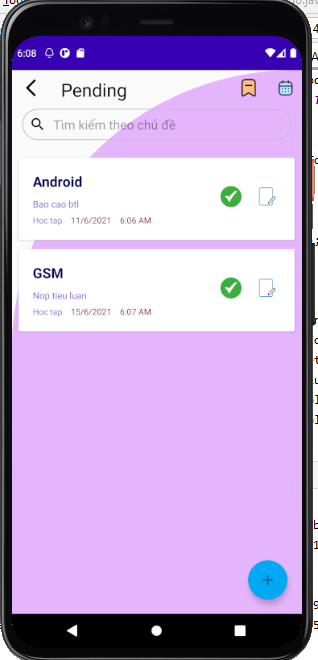 6:08
Pending
Tìm kiếm theo chủ đề
Android
Bao cao btl
Hoc tap 11/6/2021 6:06 AM
GSM
Nop tieu luan
Hoc tap 15/6/2021 6:07 AM
+